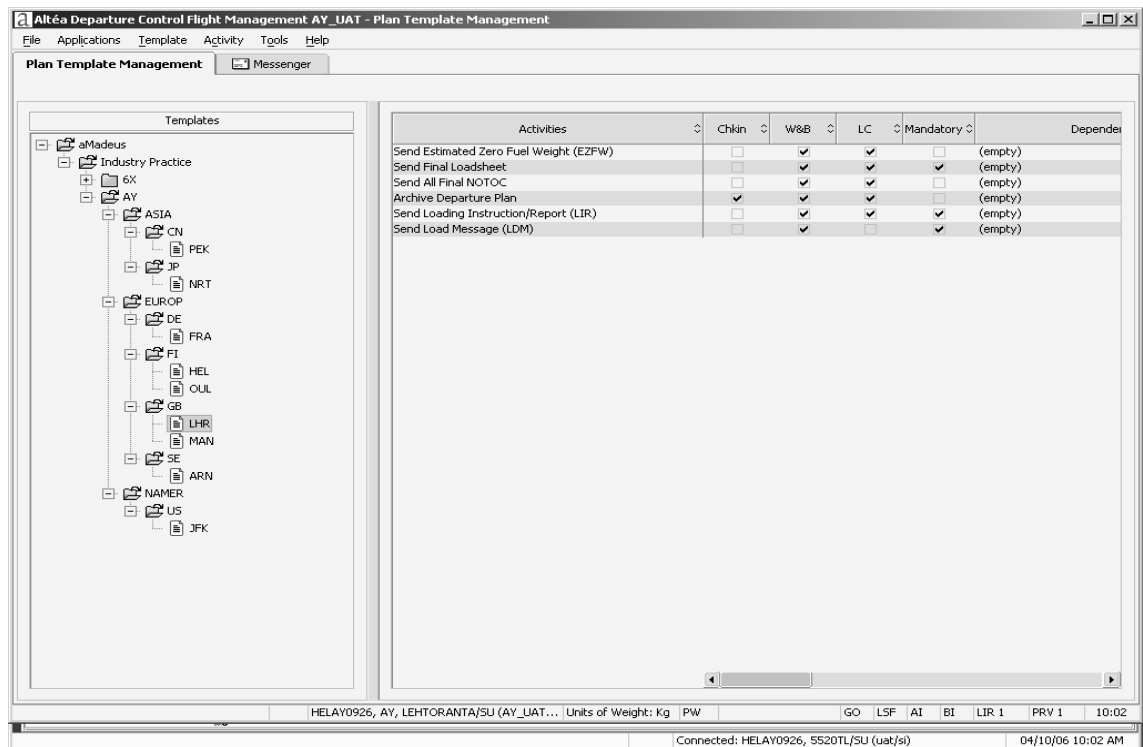 Altéa Departure Control Flight Management AY_UAT - Plan Template Management
File Applications Template Activity Tools Help
Plan Template Management Messenger
Templates
aMadeus
Industry Practice
6X
AY
ASIA
CN
PEK
JP
NRT
EUROP
DE
FRA
FI
HEL
OUL
GB
LHR
MAN
SE
ARN
NAMER
US
JFK
Activities Chkin W&B LC Mandatory Depender
Send Estimated Zero Fuel Weight (EZFW) (empty)
Send Final Loadsheet (empty)
Send All Final NOTOC (empty)
Archive Departure Plan (empty)
Send Loading Instruction/Report (LIR) (empty)
Send Load Message (LDM) (empty)
HELAY0926, AY, LEHTORANTA/SU (AY_UAT... Units of Weight: Kg PW GO LSF AI BI LIR 1 PRV 1 10:02
Connected: HELAY0926, 5520TL/SU (uat/si) 04/10/06 10:02 AM